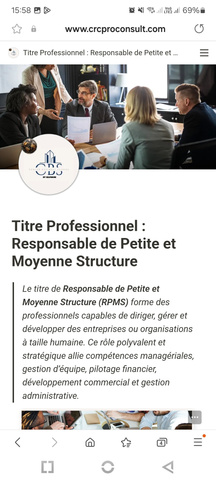 15:58
69%
www.crcproconsult.com
Titre Professionnel : Responsable de Petite et ...
CBS
Titre Professionnel :
Responsable de Petite et
Moyenne Structure
Le titre de Responsable de Petite et
Moyenne Structure (RPMS) forme des
professionnels capables de diriger, gérer et
développer des entreprises ou organisations
à taille humaine. Ce rôle polyvalent et
stratégique allie compétences managériales,
gestion d'équipe, pilotage financier,
développement commercial et gestion
administrative.